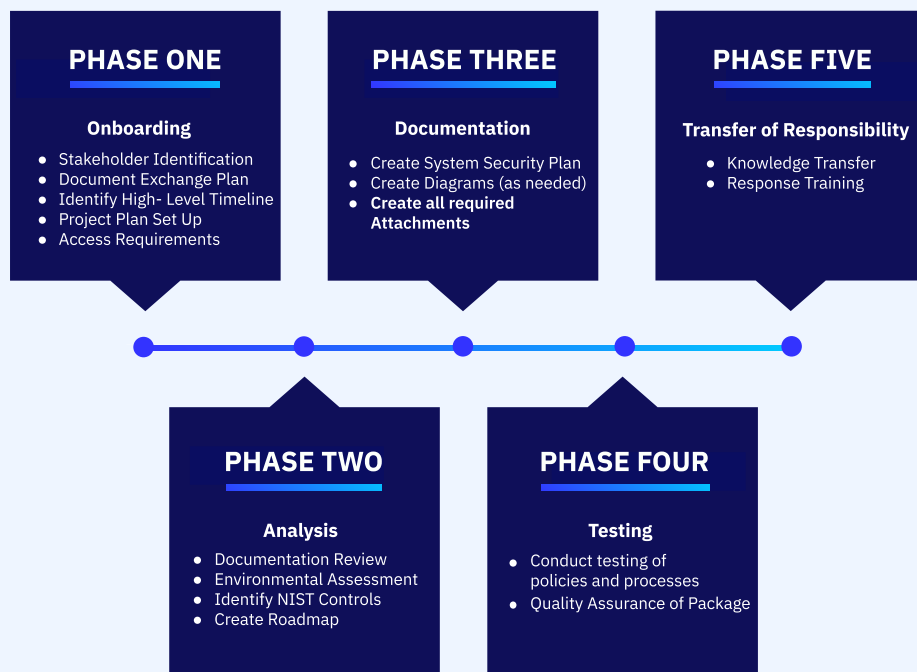 PHASE ONE
Onboarding
● Stakeholder Identification
● Document Exchange Plan
● Identify High- Level Timeline
● Project Plan Set Up
● Access Requirements
PHASE THREE
Documentation
● Create System Security Plan
● Create Diagrams (as needed)
● Create all required
Attachments
PHASE FIVE
Transfer of Responsibility
● Knowledge Transfer
● Response Training
PHASE TWO
Analysis
● Documentation Review
● Environmental Assessment
● Identify NIST Controls
● Create Roadmap
PHASE FOUR
Testing
● Conduct testing of
policies and processes
● Quality Assurance of Package